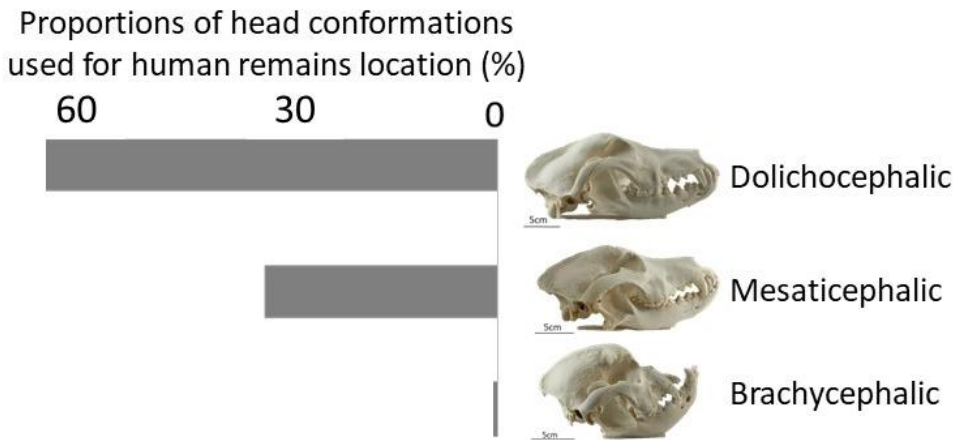 Proportions of head conformations
used for human remains location (%)
60 30 0
Dolichocephalic
5cm
Mesaticephalic
5cm
Brachycephalic
5cm